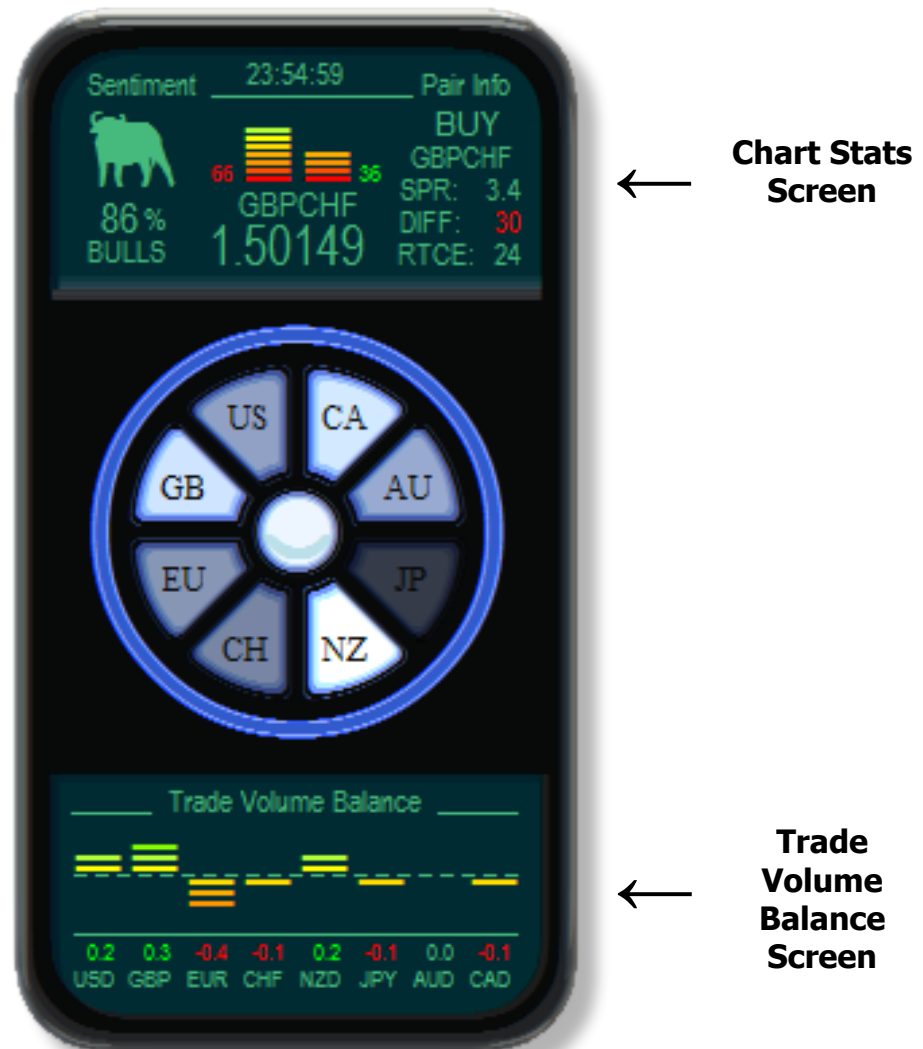 Sentiment 23:54:59 Pair Info
BUY
GBPCHF
66 36
SPR: 3.4
86 % GBPCHF DIFF: 30
BULLS 1.50149 RTCE: 24
Chart Stats
Screen
US CA
GB AU
EU JP
CH NZ
Trade Volume Balance
0.2 0.3 -0.4 -0.1 0.2 -0.1 0.0 -0.1
USD GBP EUR CHF NZD JPY AUD CAD
Trade
Volume
Balance
Screen